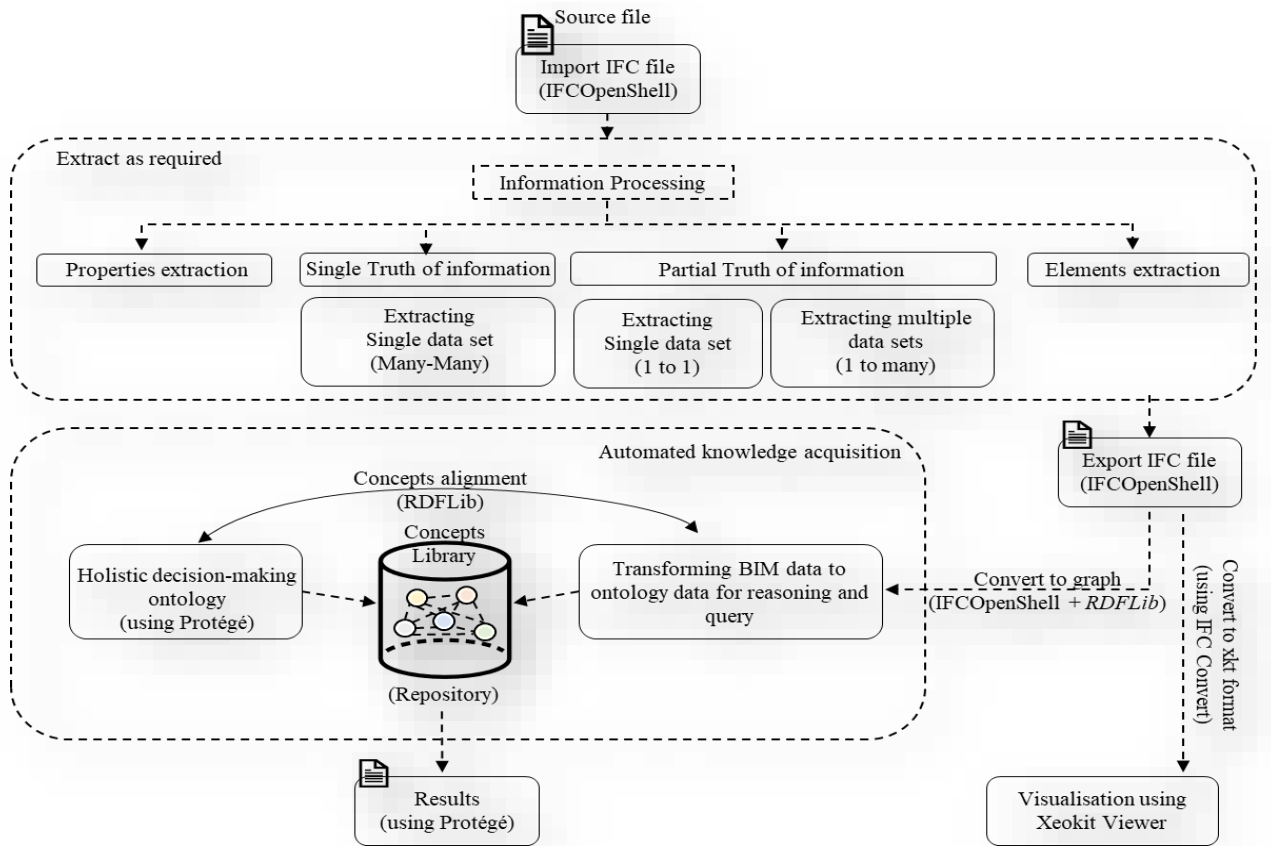 Source file
Import IFC file
(IFCOpenShell)
Extract as required
Information Processing
Properties extraction
Single Truth of information
Partial Truth of information
Elements extraction
Extracting
Single data set
(Many-Many)
Extracting
Single data set
(1 to 1)
Extracting multiple
data sets
(1 to many)
Export IFC file
(IFCOpenShell)
Automated knowledge acquisition
Concepts alignment
(RDFLib)
Concepts
Library
Holistic decision-making
ontology
(using Protégé)
Transforming BIM data to
ontology data for reasoning and
query
Convert to graph
(IFCOpenShell + RDFLib)
Convert to xkt format
(using IFC Convert)
(Repository)
Results
(using Protégé)
Visualisation using
Xeokit Viewer